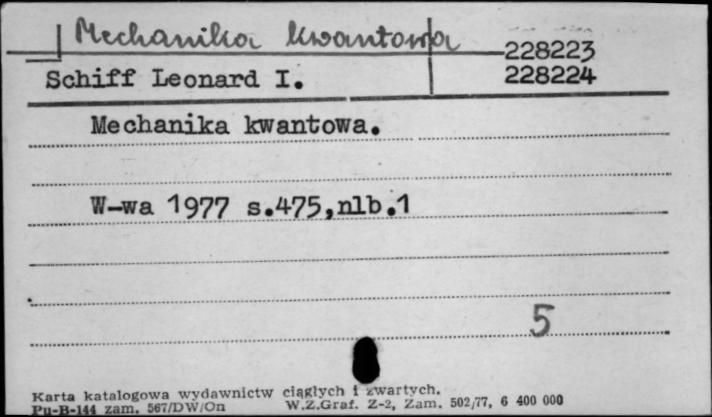 Mechanika kwantowa
228223
Schiff Leonard I.
228224
Mechanika kwantowa.
W-wa 1977 s.475,nlb.1
5
Karta katalogowa wydawnictw ciągłych i zwartych.
Pu-B-144 zam. 567/DW/On W.Z.Graf. Z-2, Zam. 502/77, 6 400 000